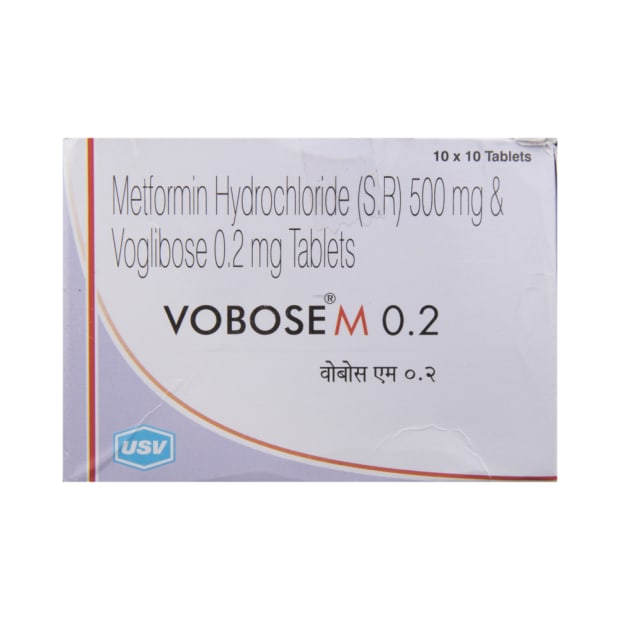 10 x 10 Tablets
Metformin Hydrochloride (S.R) 500 mg &
Voglibose 0.2 mg Tablets
VOBOSE® M 0.2
वोबोस एम ०.२
USV